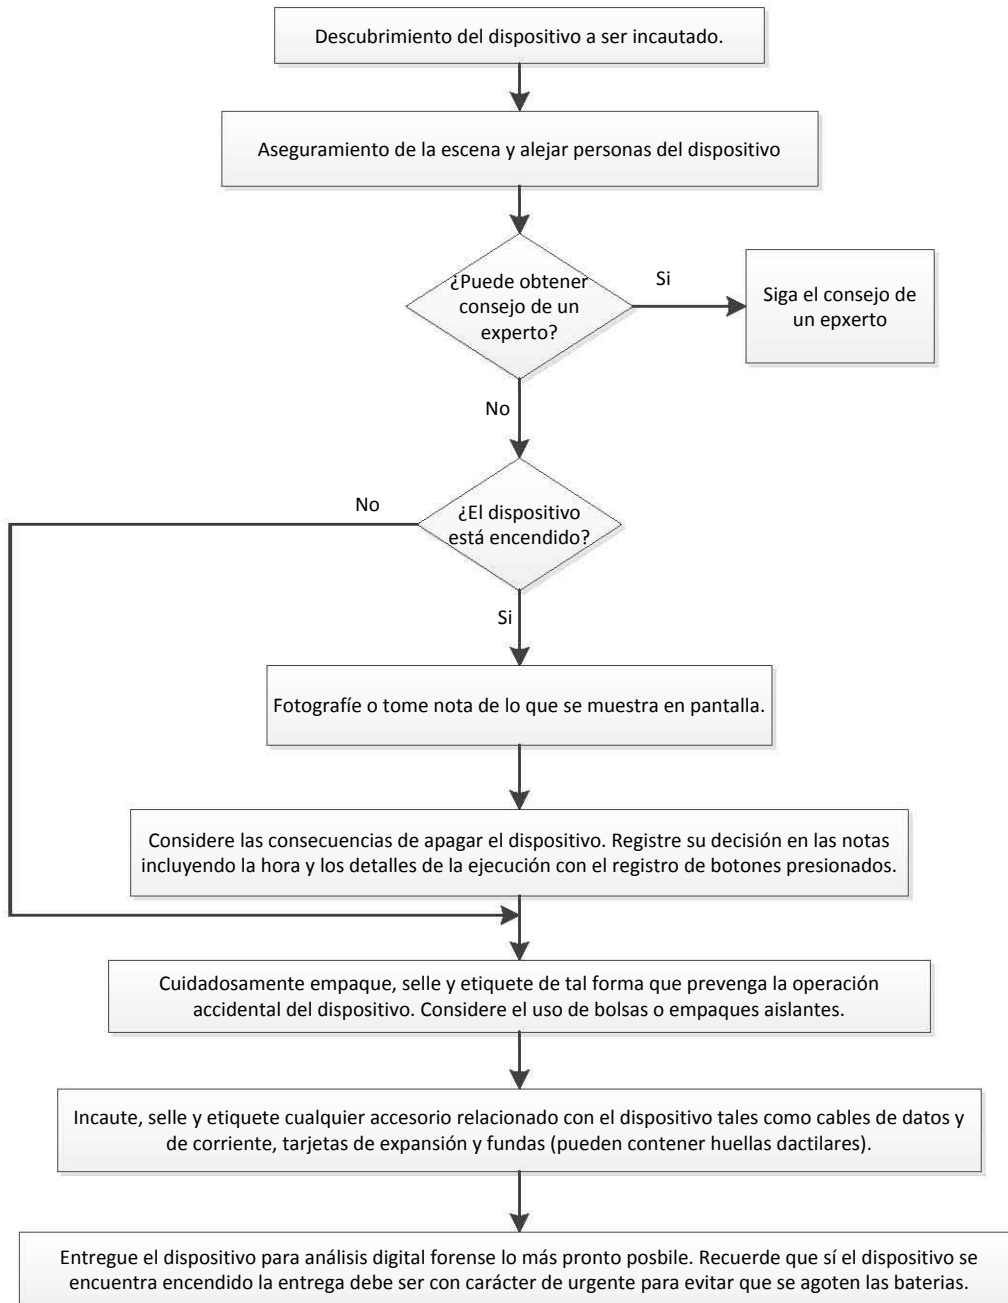 Descubrimiento del dispositivo a ser incautado.
Aseguramiento de la escena y alejar personas del dispositivo
¿Puede obtener
consejo de un
experto?
Si
Siga el consejo de
un epxerto
No
¿El dispositivo
está encendido?
No
Si
Fotografíe o tome nota de lo que se muestra en pantalla.
Considere las consecuencias de apagar el dispositivo. Registre su decisión en las notas
incluyendo la hora y los detalles de la ejecución con el registro de botones presionados.
Cuidadosamente empaque, selle y etiquete de tal forma que prevenga la operación
accidental del dispositivo. Considere el uso de bolsas o empaques aislantes.
Incaute, selle y etiquete cualquier accesorio relacionado con el dispositivo tales como cables de datos y
de corriente, tarjetas de expansión y fundas (pueden contener huellas dactilares).
Entregue el dispositivo para análisis digital forense lo más pronto posbile. Recuerde que sí el dispositivo se
encuentra encendido la entrega debe ser con carácter de urgente para evitar que se agoten las baterias.